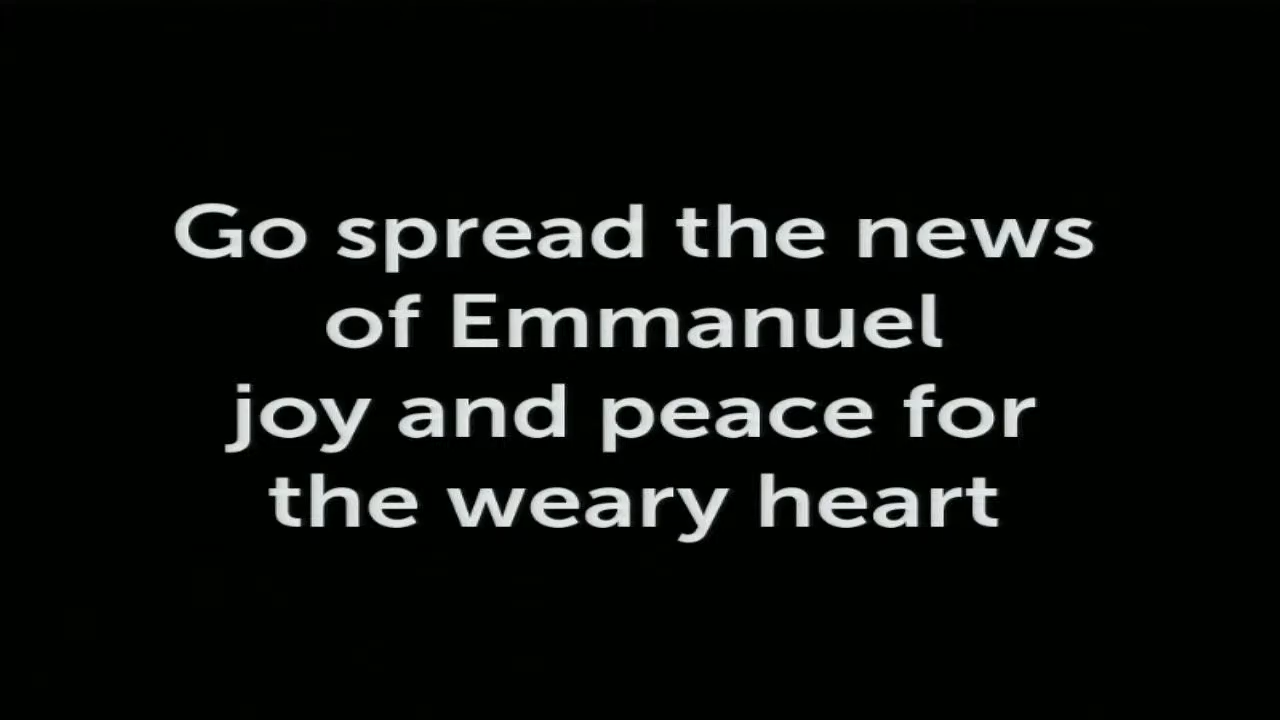 Go spread the news
of Emmanuel
joy and peace for
the weary heart